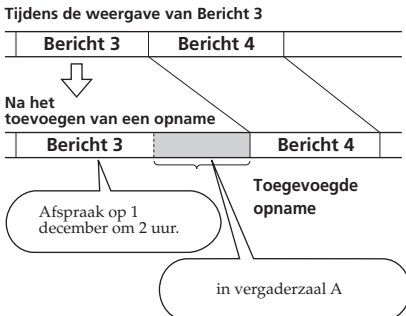 Tijdens de weergave van Bericht 3
Bericht 3 Bericht 4
Na het
toevoegen van een opname
Bericht 3 Bericht 4
Toegevoegde
opname
Afspraak op 1
december om 2 uur.
in vergaderzaal A